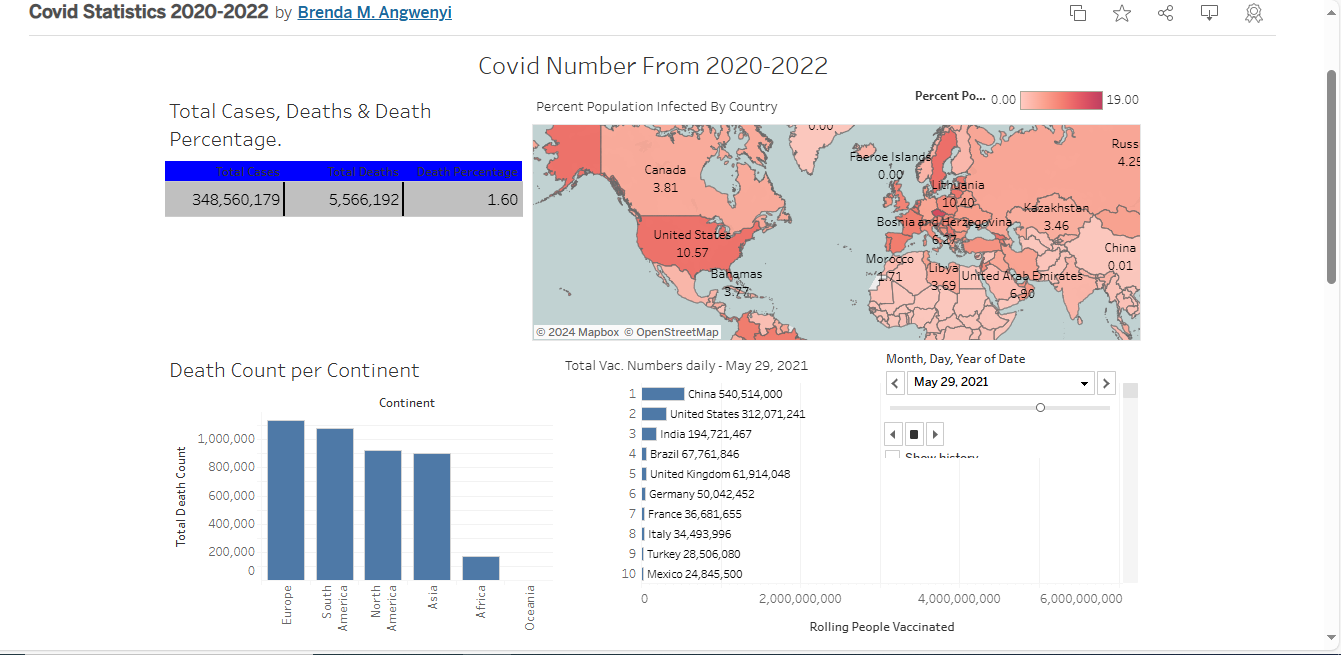 Covid Statistics 2020-2022 by Brenda M. Angwenyi
Covid Number From 2020-2022
Total Cases, Deaths & Death
Percentage.
Total Cases Total Deaths Death Percentage
348,560,179 5,566,192 1.60
Percent Population Infected By Country
Percent Po... 0.00 19.00
0.00
Canada
3.81
United States
10.57
Bahamas
3.77
Faeroe Islands
0.00
Lithuania
10.40
Bosnia and Herzegovina
6.27
Morocco
1.71
Libya
3.69
United Arab Emirates
6.90
Kazakhstan
3.46
China
0.01
Russ
4.25
© 2024 Mapbox © OpenStreetMap
Death Count per Continent
Continent
Total Death Count
1,000,000
800,000
600,000
400,000
200,000
0
Europe
South
America
North
America
Asia
Africa
Oceania
Total Vac. Numbers daily - May 29, 2021
1 China 540,514,000
2 United States 312,071,241
3 India 194,721,467
4 Brazil 67,761,846
5 United Kingdom 61,914,048
6 Germany 50,042,452
7 France 36,681,655
8 Italy 34,493,996
9 Turkey 28,506,080
10 Mexico 24,845,500
0 2,000,000,000 4,000,000,000 6,000,000,000
Rolling People Vaccinated
Month, Day, Year of Date
May 29, 2021
Show history